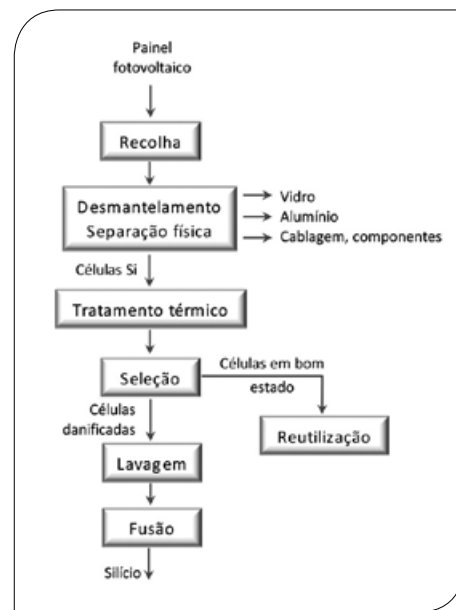 Painel
fotovoltaico
Recolha
Desmantelamento
Separação física
Vidro
Alumínio
Cablagem, componentes
Células Si
Tratamento térmico
Seleção
Células em bom
estado
Reutilização
Células
danificadas
Lavagem
Fusão
Silício